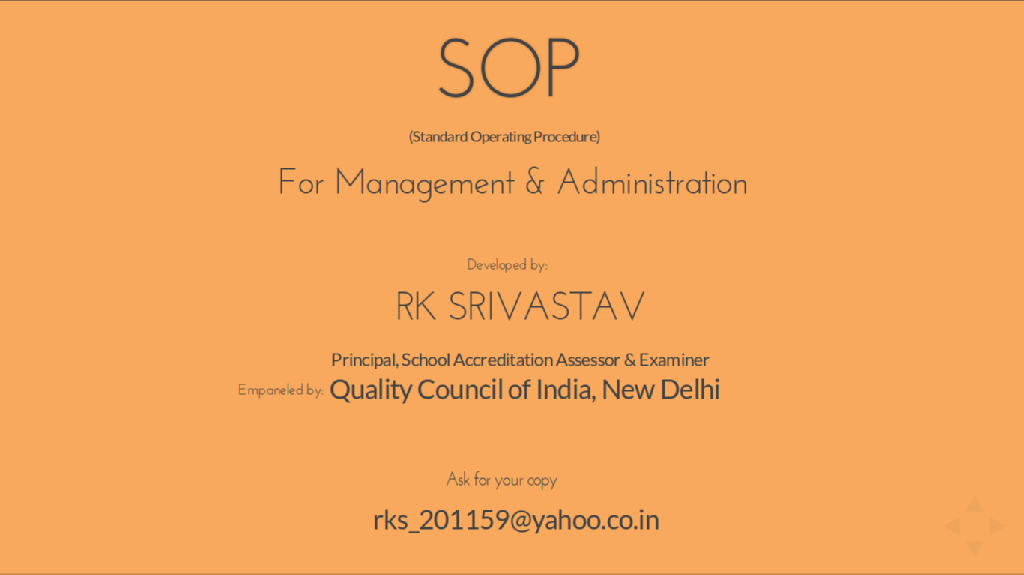 SOP
(Standard Operating Procedure)
For Management & Administration
Developed by:
RK SRIVASTAV
Principal, School Accreditation Assessor & Examiner
Empaneled by: Quality Council of India, New Delhi
Ask for your copy
rks_201159@yahoo.co.in